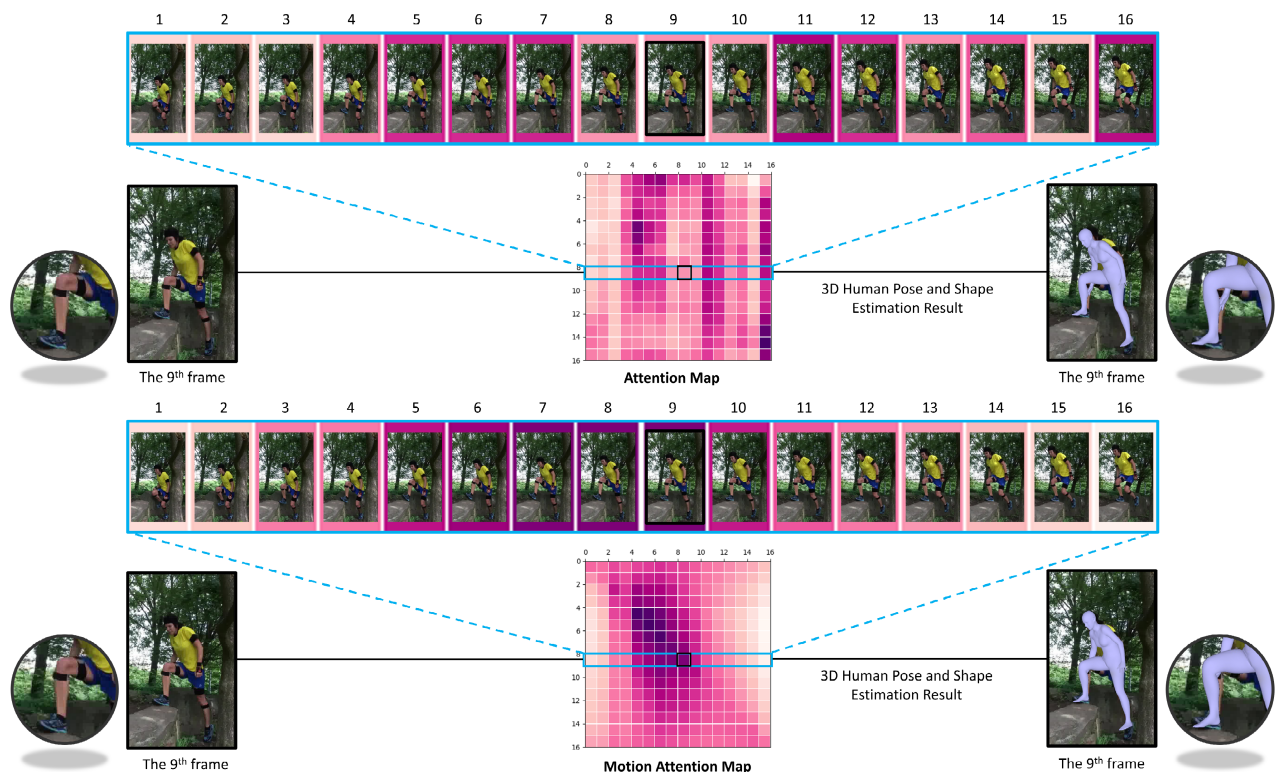 1 2 3 4 5 6 7 8 9 10 11 12 13 14 15 16
0 2 4 6 8 10 12 14 16
0
2
4
6
8
10
12
14
16
3D Human Pose and Shape
Estimation Result
The 9th frame
Attention Map
The 9th frame
1 2 3 4 5 6 7 8 9 10 11 12 13 14 15 16
0 2 4 6 8 10 12 14 16
0
2
4
6
8
10
12
14
16
3D Human Pose and Shape
Estimation Result
The 9th frame
Motion Attention Map
The 9th frame